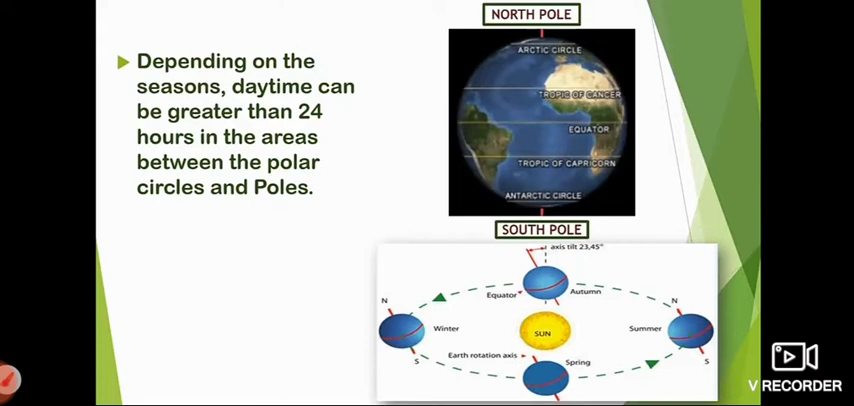 NORTH POLE
Depending on the
seasons, daytime can
be greater than 24
hours in the areas
between the polar
circles and Poles.
ARCTIC CIRCLE
TROPIC OF CANCER
EQUATOR
TROPIC OF CAPRICORN
ANTARCTIC CIRCLE
SOUTH POLE
axis tilt 23,45°
Equator
Autumn
N
Winter
S
SUN
N
Summer
S
Earth rotation axis
Spring
V RECORDER